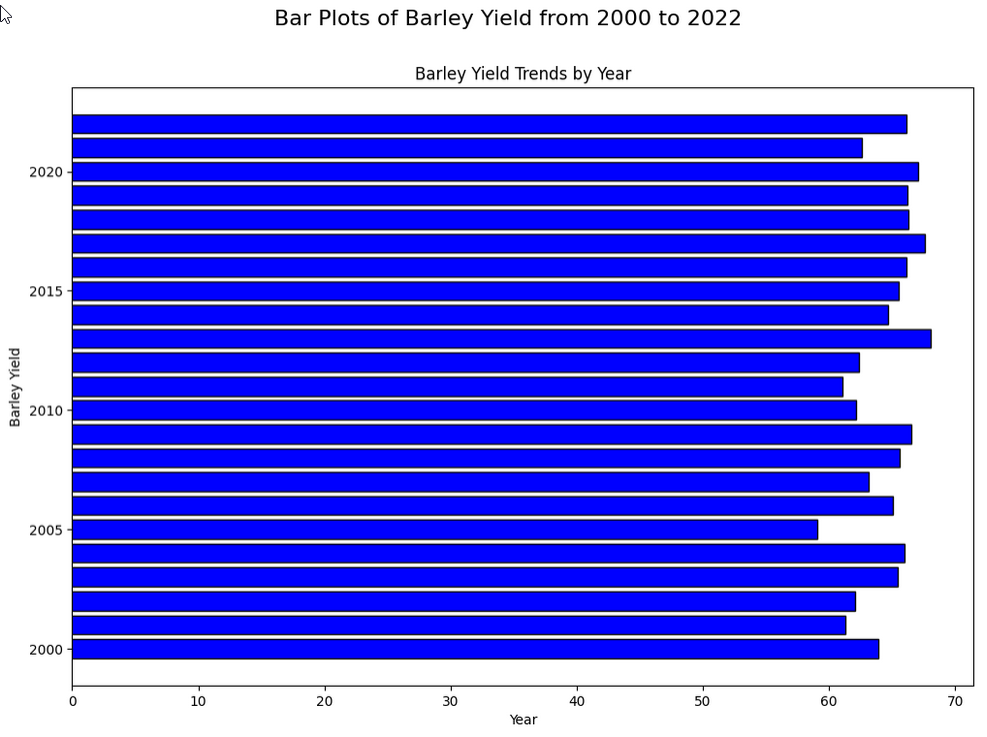 Bar Plots of Barley Yield from 2000 to 2022
Barley Yield Trends by Year
2020
2015
2010
2005
2000
Barley Yield
0 10 20 30 40 50 60 70
Year